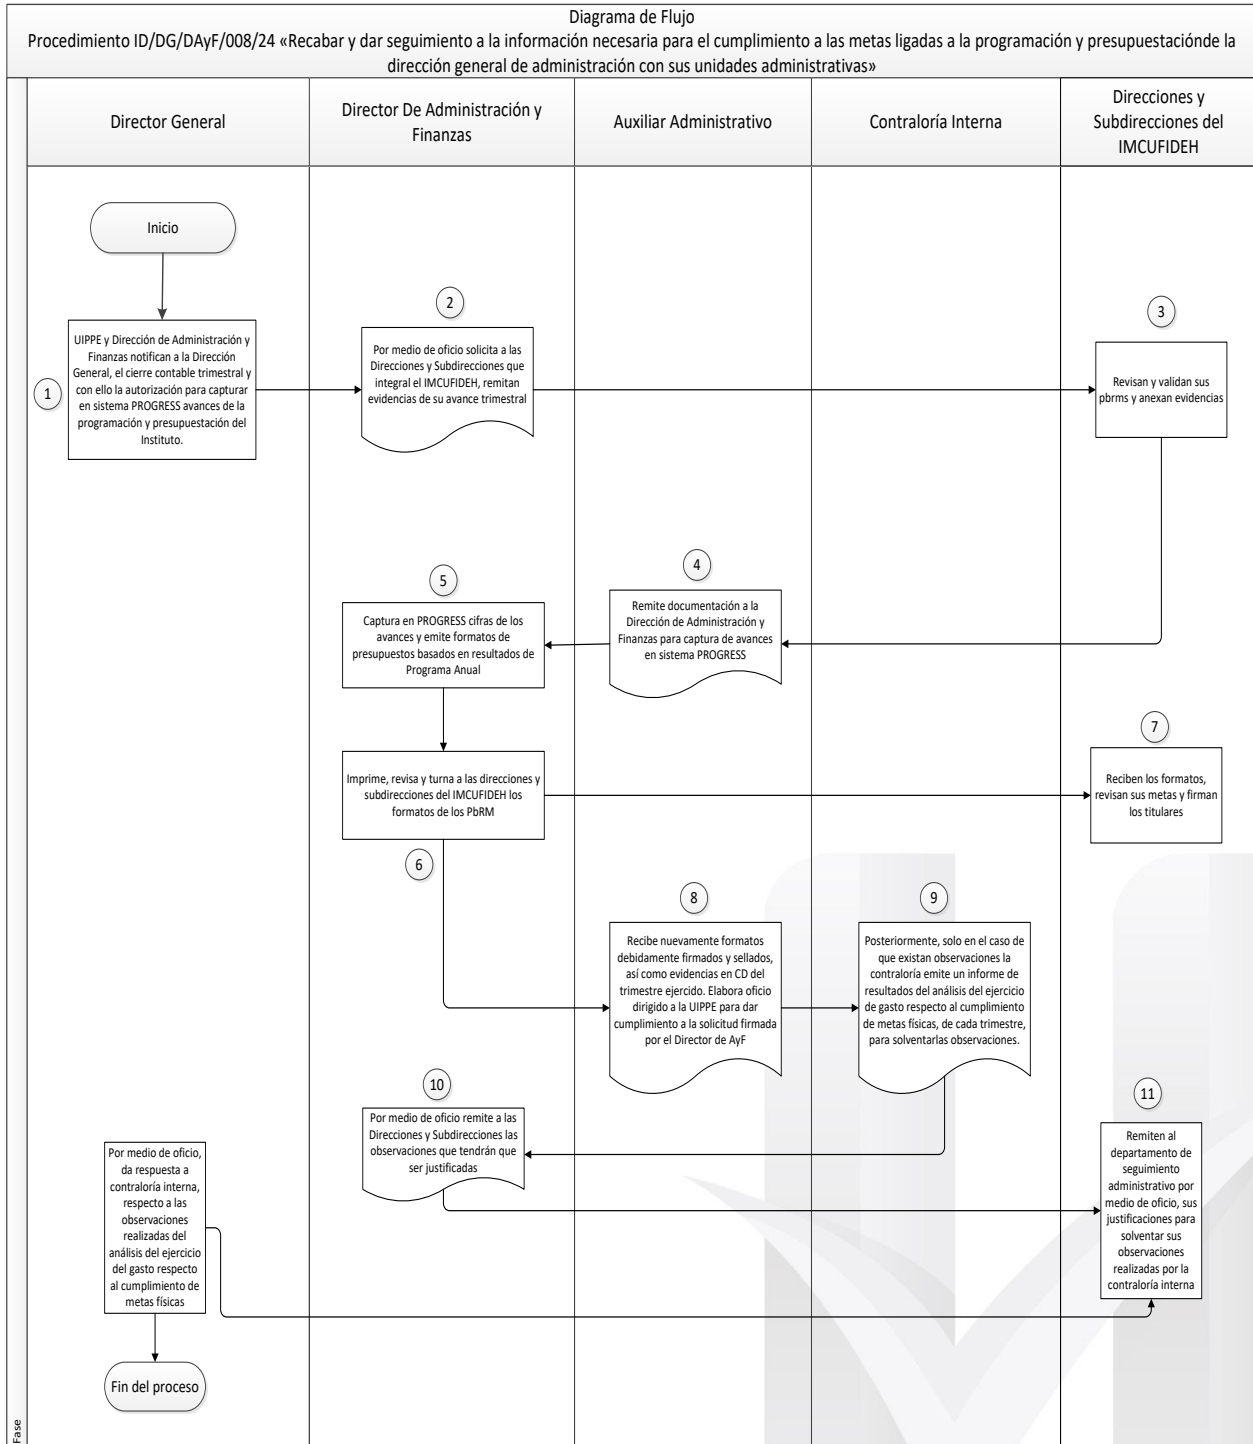 Diagrama de Flujo
Procedimiento ID/DG/DAyF/008/24 «Recabar y dar seguimiento a la información necesaria para el cumplimiento a las metas ligadas a la programación y presupuestaciónde la
dirección general de administración con sus unidades administrativas»
Director General
Director De Administración y
Finanzas
Auxiliar Administrativo
Contraloría Interna
Direcciones y
Subdirecciones del
IMCUFIDEH
Inicio
1
UIPPE y Dirección de Administración y
Finanzas notifican a la Dirección
General, el cierre contable trimestral y
con ello la autorización para capturar
en sistema PROGRESS avances de la
programación y presupuestación del
Instituto.
2
Por medio de oficio solicita a las
Direcciones y Subdirecciones que
integral el IMCUFIDEH, remitan
evidencias de su avance trimestral
3
Revisan y validan sus
pbrms y anexan evidencias
4
Remite documentación a la
Dirección de Administración y
Finanzas para captura de avances
en sistema PROGRESS
5
Captura en PROGRESS cifras de los
avances y emite formatos de
presupuestos basados en resultados de
Programa Anual
Imprime, revisa y turna a las direcciones y
subdirecciones del IMCUFIDEH los
formatos de los PbRM
6
7
Reciben los formatos,
revisan sus metas y firman
los titulares
8
Recibe nuevamente formatos
debidamente firmados y sellados,
así como evidencias en CD del
trimestre ejercido. Elabora oficio
dirigido a la UIPPE para dar
cumplimiento a la solicitud firmada
por el Director de AyF
9
Posteriormente, solo en el caso de
que existan observaciones la
contraloría emite un informe de
resultados del análisis del ejercicio
de gasto respecto al cumplimiento
de metas físicas, de cada trimestre,
para solventarlas observaciones.
10
Por medio de oficio remite a las
Direcciones y Subdirecciones las
observaciones que tendrán que
ser justificadas
11
Remiten al
departamento de
seguimiento
administrativo por
medio de oficio, sus
justificaciones para
solventar sus
observaciones
realizadas por la
contraloría interna
Por medio de oficio,
da respuesta a
contraloría interna,
respecto a las
observaciones
realizadas del
análisis del ejercicio
del gasto respecto
al cumplimiento de
metas físicas
Fin del proceso
Fase